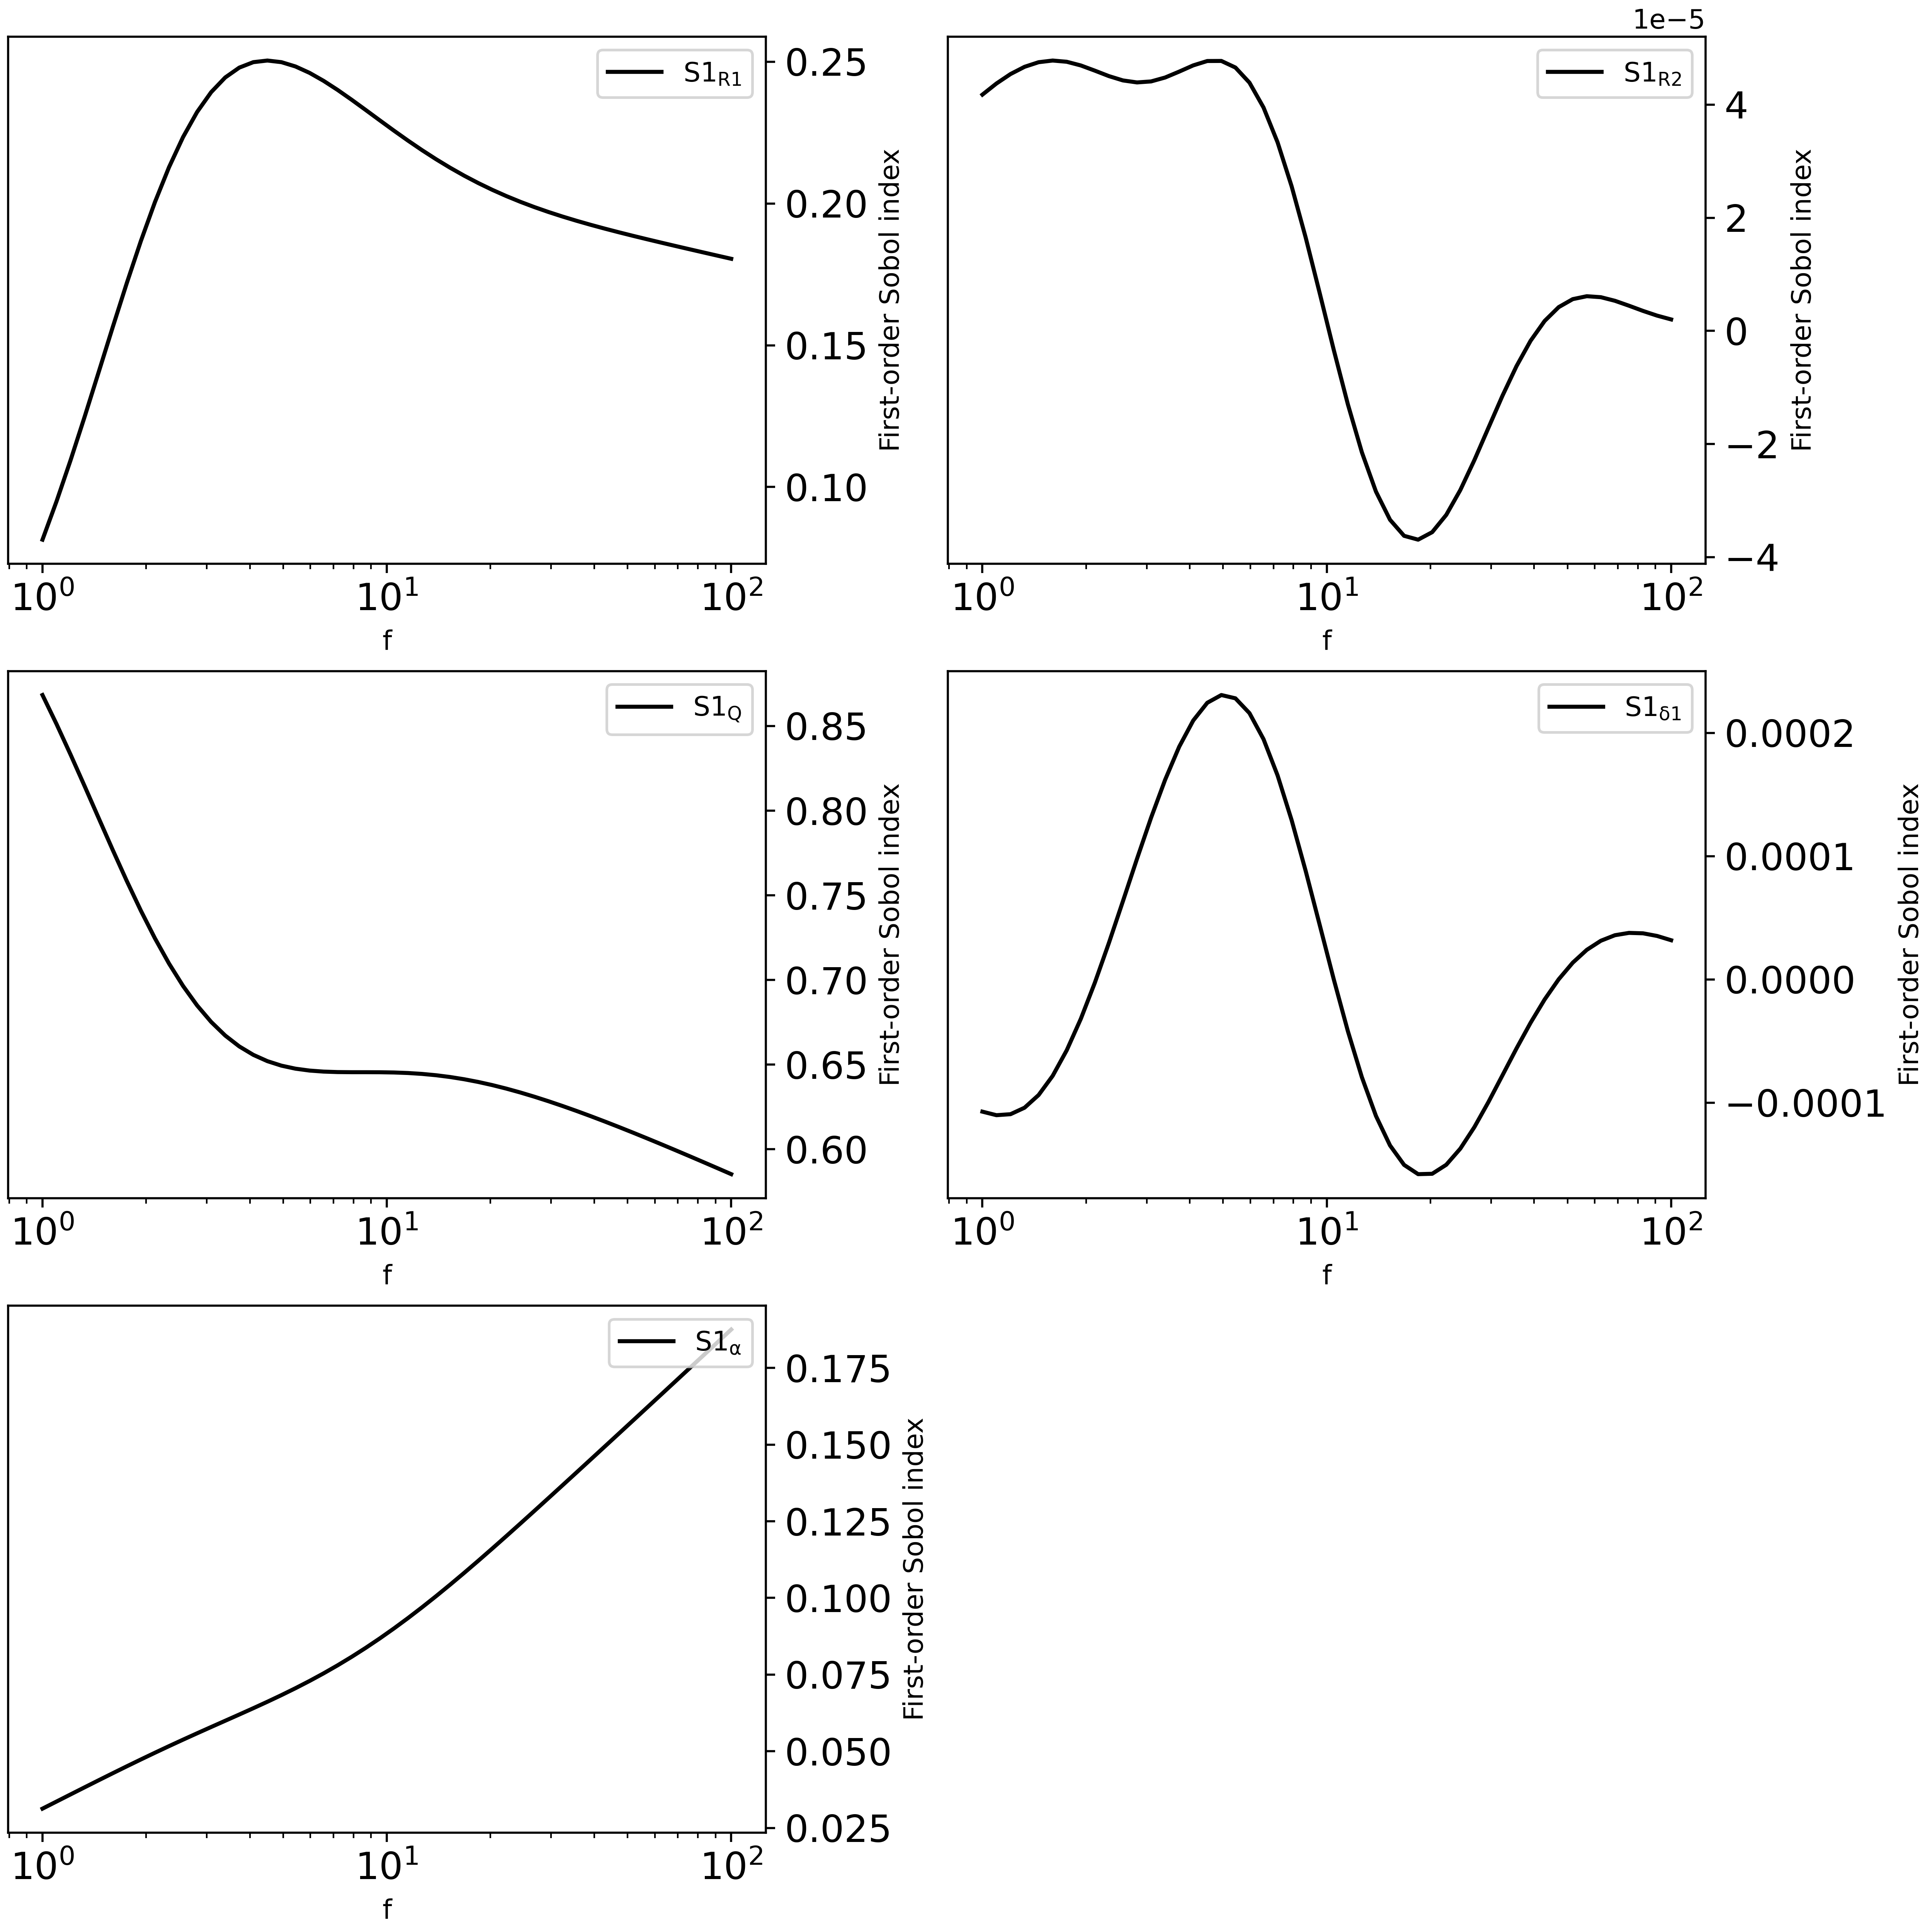 S1R1
0.25
0.20
0.15
0.10
First-order Sobol index
10^0 10^1 10^2
f
1e−5
S1R2
4
2
0
−2
−4
First-order Sobol index
10^0 10^1 10^2
f
S1Q
0.85
0.80
0.75
0.70
0.65
0.60
First-order Sobol index
10^0 10^1 10^2
f
S1δ1
0.0002
0.0001
0.0000
−0.0001
First-order Sobol index
10^0 10^1 10^2
f
S1α
0.175
0.150
0.125
0.100
0.075
0.050
0.025
First-order Sobol index
10^0 10^1 10^2
f